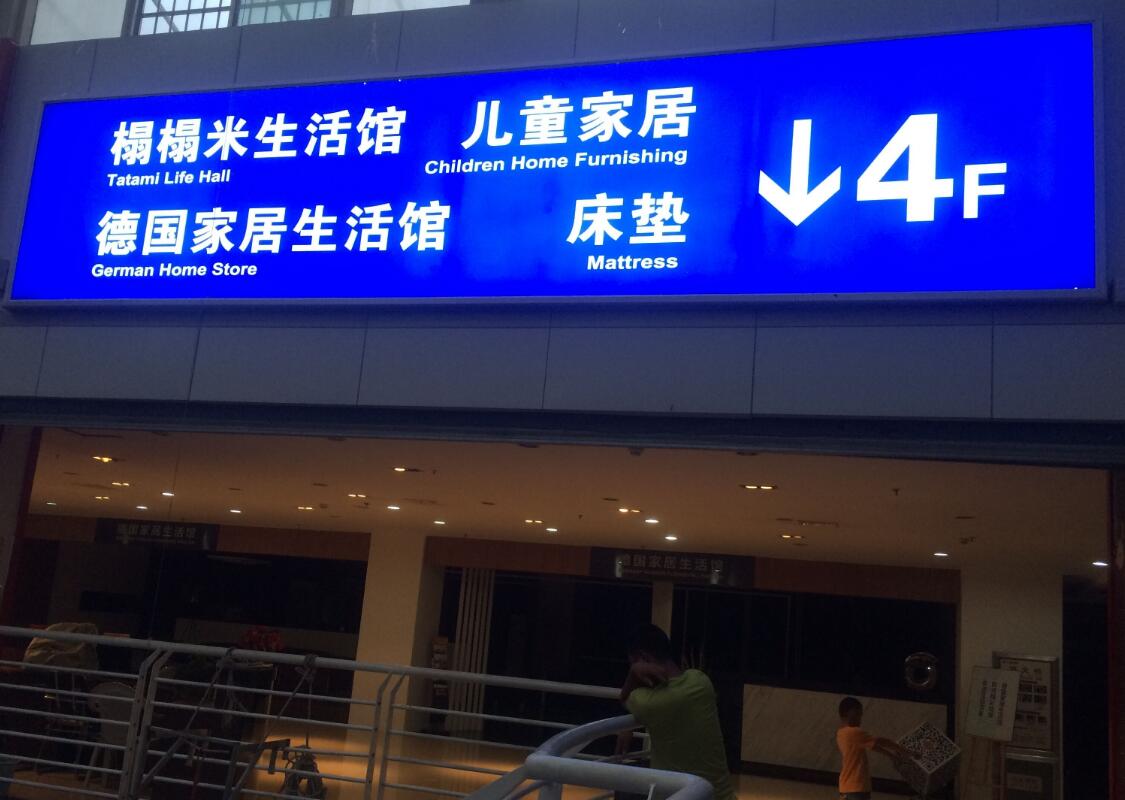 榻榻米生活馆 儿童家居
Tatami Life Hall Children Home Furnishing
德国家居生活馆 床垫
German Home Store Mattress
↓4F
德国家居生活馆
德国家居生活馆